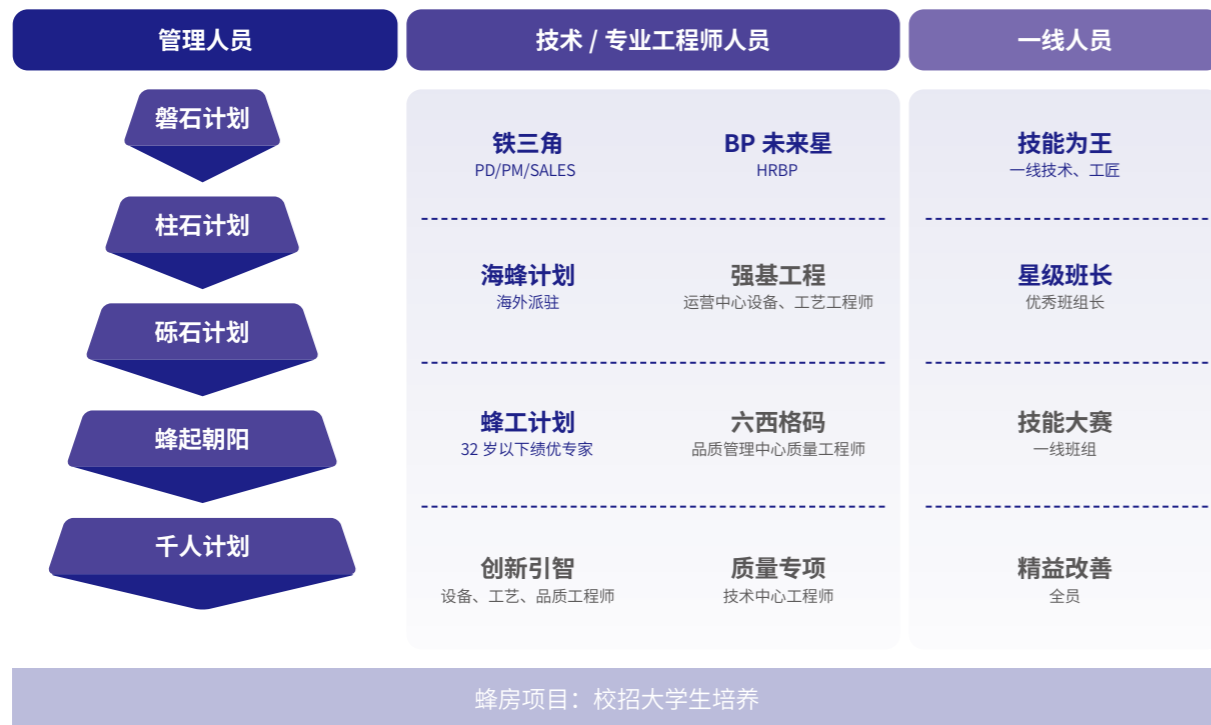 管理人员
技术 / 专业工程师人员
一线人员
磐石计划
柱石计划
砾石计划
蜂起朝阳
千人计划
铁三角
PD/PM/SALES
BP 未来星
HRBP
海蜂计划
海外派驻
强基工程
运营中心设备、工艺工程师
蜂工计划
32 岁以下绩优专家
六西格码
品质管理中心质量工程师
创新引智
设备、工艺、品质工程师
质量专项
技术中心工程师
技能为王
一线技术、工匠
星级班长
优秀班组长
技能大赛
一线班组
精益改善
全员
蜂房项目：校招大学生培养